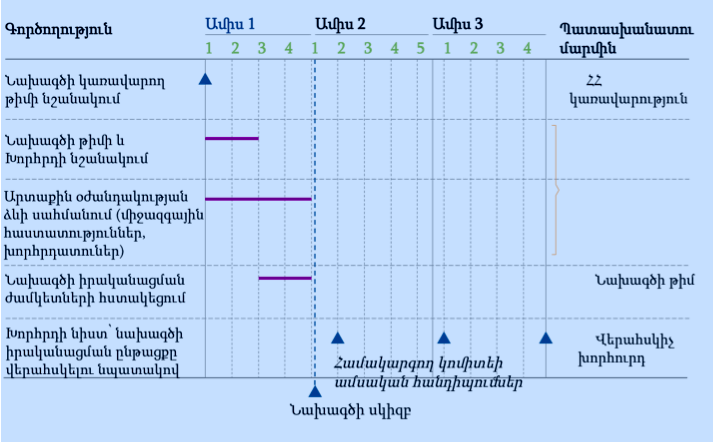 Գործողություն
Ամիս 1
Ամիս 2
Ամիս 3
Պատասխանատու
մարմին
1 2 3 4 1 2 3 4 5 1 2 3 4
Նախագծի կառավարող
թիմի նշանակում
ՀՀ
կառավարություն
Նախագծի թիմի և
Խորհրդի նշանակում
Արտաքին օժանդակության
ձևի սահմանում (միջազգային
հաստատություններ,
խորհրդատուներ)
Նախագծի իրականացման
ժամկետների հստակեցում
Նախագծի թիմ
Խորհրդի նիստ՝ նախագծի
իրականացման ընթացքը
վերահսկելու նպատակով
Համակարգող կոմիտեի
ամսական հանդիպումներ
Վերահսկիչ
խորհուրդ
Նախագծի սկիզբ